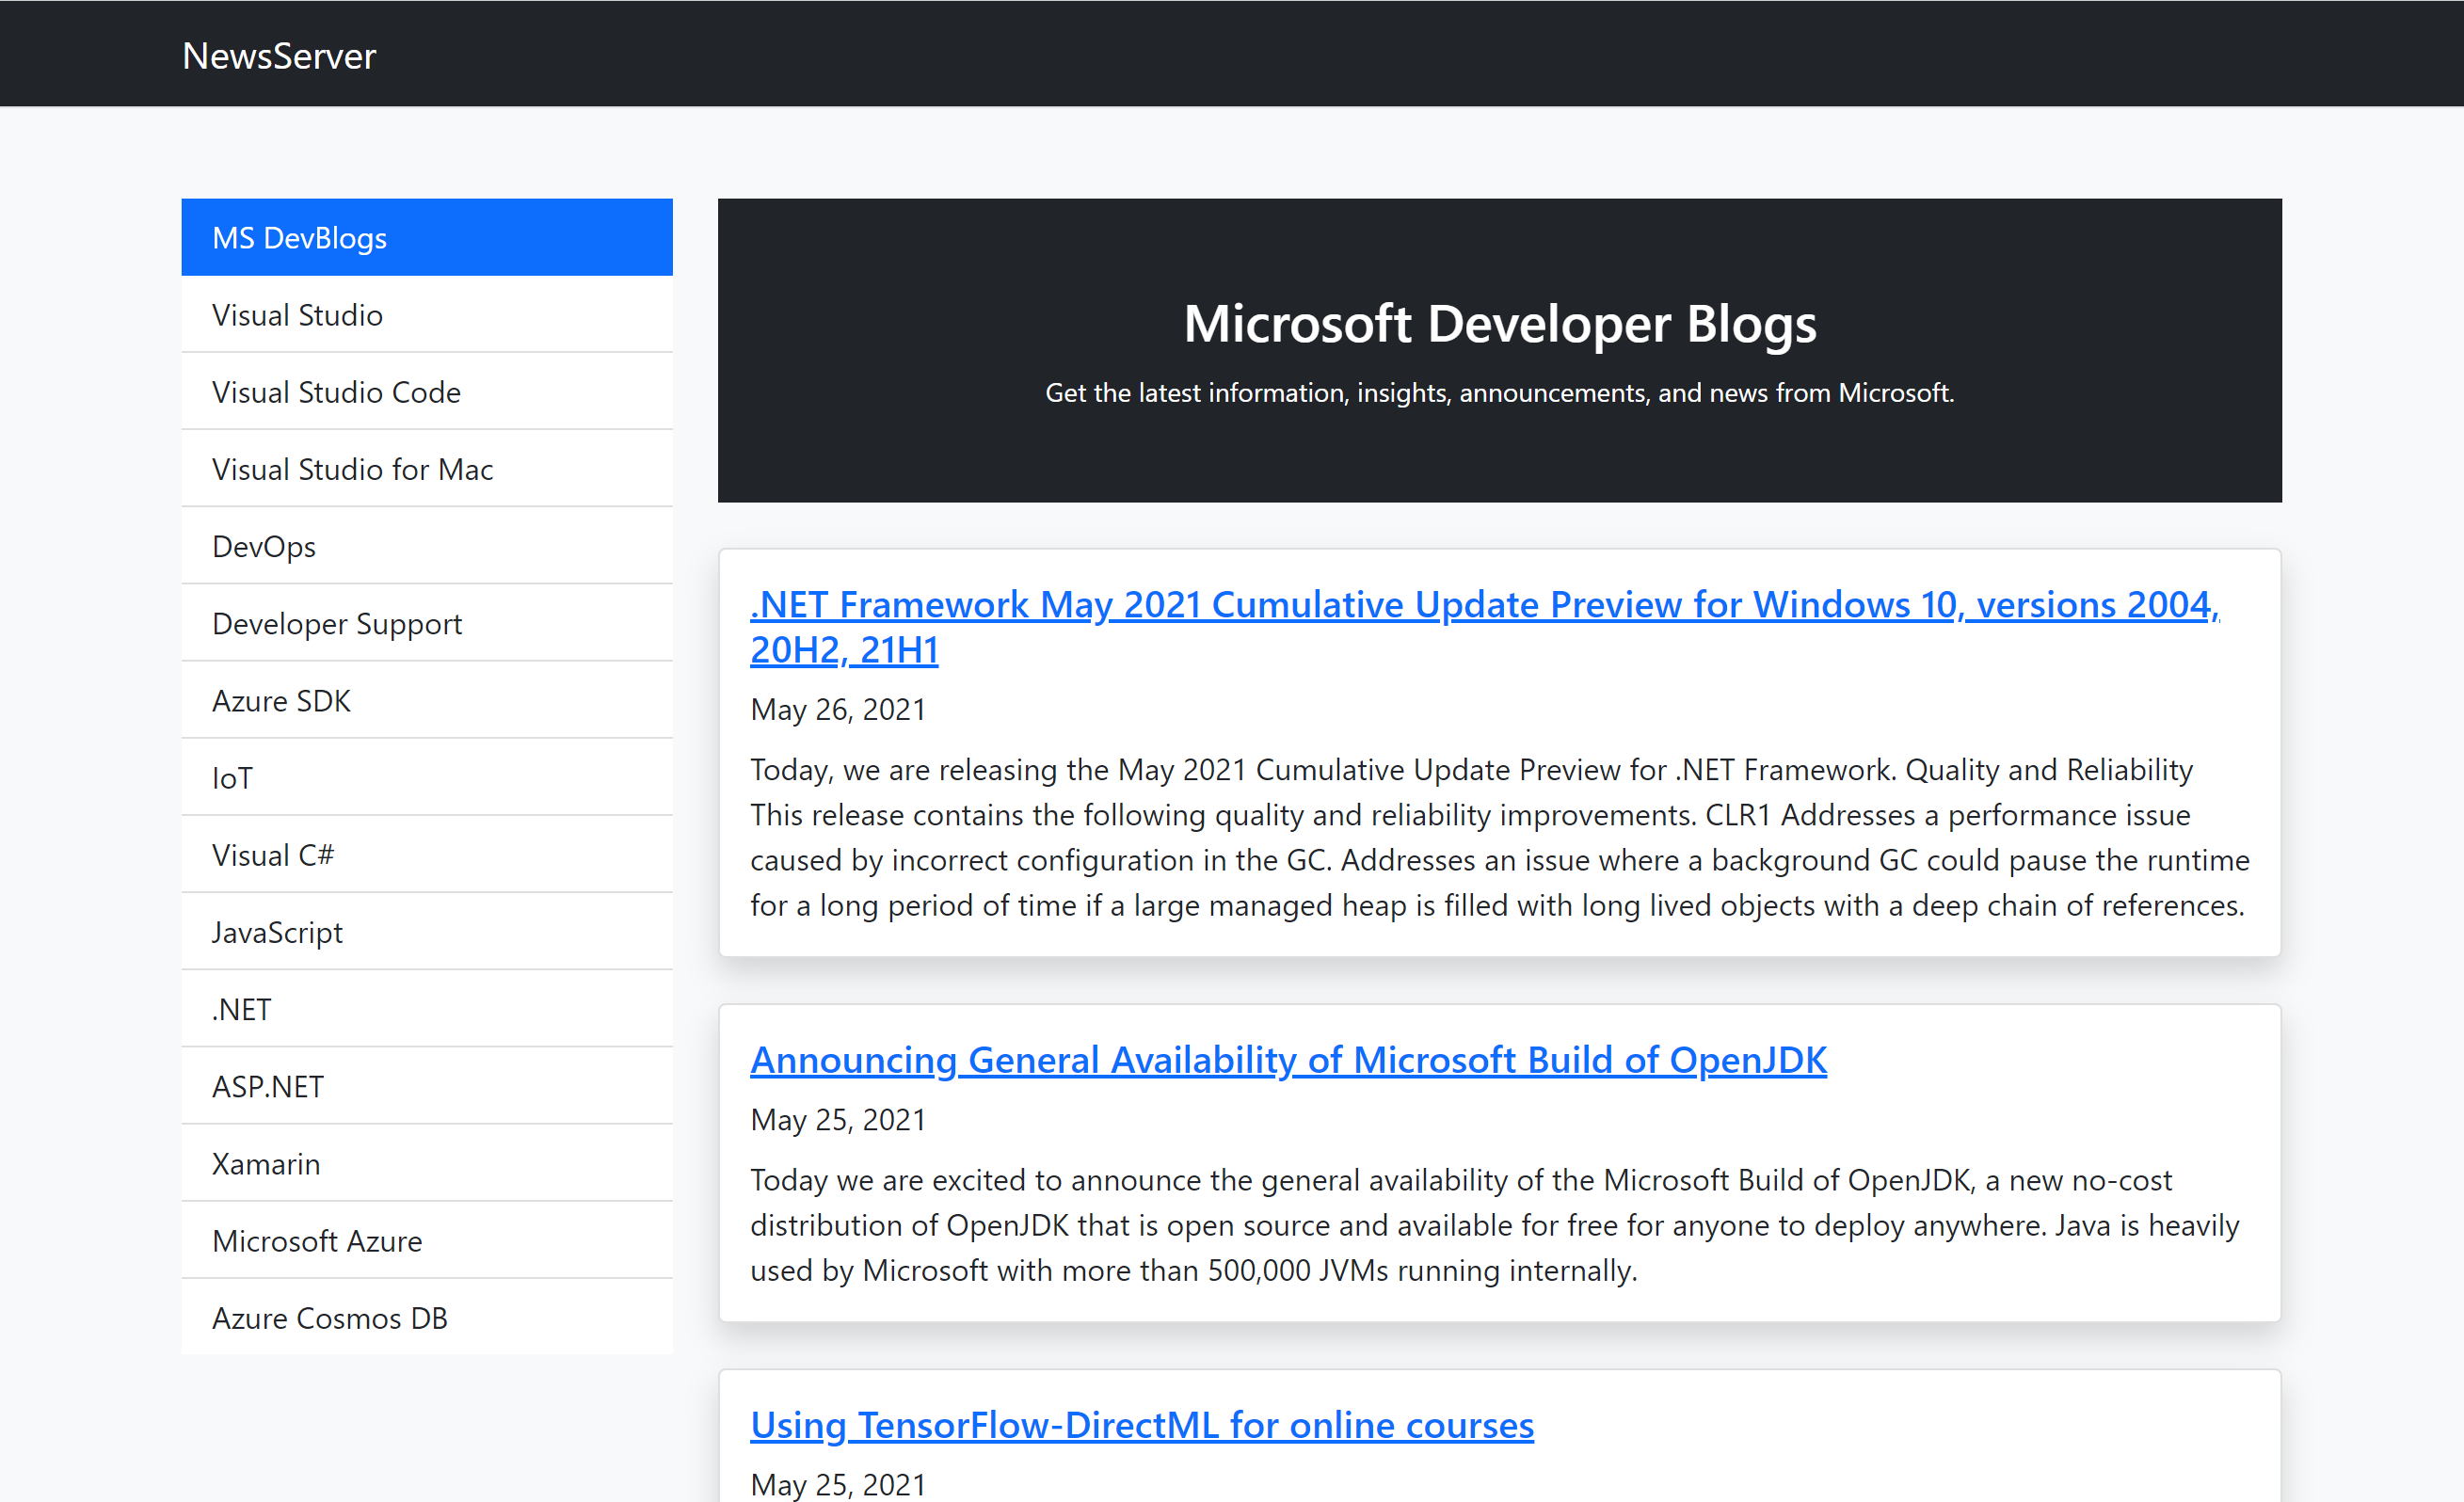 NewsServer
MS DevBlogs
Visual Studio
Visual Studio Code
Visual Studio for Mac
DevOps
Developer Support
Azure SDK
IoT
Visual C#
JavaScript
.NET
ASP.NET
Xamarin
Microsoft Azure
Azure Cosmos DB
Microsoft Developer Blogs
Get the latest information, insights, announcements, and news from Microsoft.
.NET Framework May 2021 Cumulative Update Preview for Windows 10, versions 2004,
20H2, 21H1
May 26, 2021
Today, we are releasing the May 2021 Cumulative Update Preview for .NET Framework. Quality and Reliability
This release contains the following quality and reliability improvements. CLR1 Addresses a performance issue
caused by incorrect configuration in the GC. Addresses an issue where a background GC could pause the runtime
for a long period of time if a large managed heap is filled with long lived objects with a deep chain of references.
Announcing General Availability of Microsoft Build of OpenJDK
May 25, 2021
Today we are excited to announce the general availability of the Microsoft Build of OpenJDK, a new no-cost
distribution of OpenJDK that is open source and available for free for anyone to deploy anywhere. Java is heavily
used by Microsoft with more than 500,000 JVMs running internally.
Using TensorFlow-DirectML for online courses
May 25, 2021